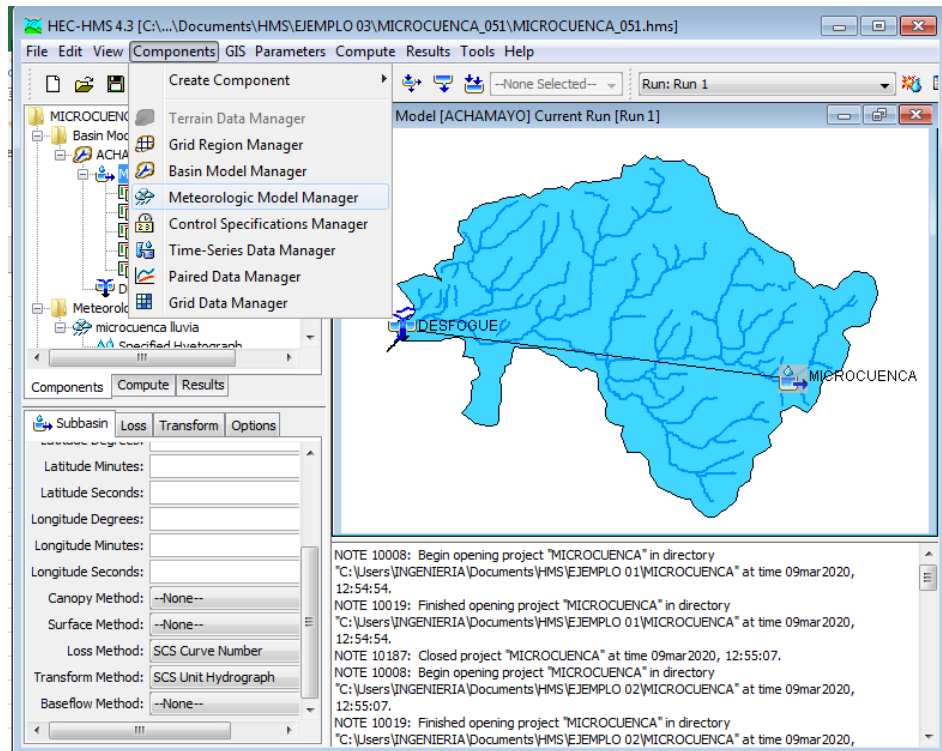 HEC-HMS 4.3 [C:\...\Documents\HMS\EJEMPLO 03\MICROCUENCA_051\MICROCUENCA_051.hms]
File Edit View Components GIS Parameters Compute Results Tools Help
--None Selected-- Run: Run 1
Create Component
Terrain Data Manager
Grid Region Manager
Basin Model Manager
Meteorologic Model Manager
Control Specifications Manager
Time-Series Data Manager
Paired Data Manager
Grid Data Manager
MICROCUENC
Basin Mod
ACHA
M
D
Meteorolo
microcuenca lluvia
Specified Hyetograph
Components Compute Results
Subbasin Loss Transform Options
Latitude Degrees:
Latitude Minutes:
Latitude Seconds:
Longitude Degrees:
Longitude Minutes:
Longitude Seconds:
Canopy Method: --None--
Surface Method: --None--
Loss Method: SCS Curve Number
Transform Method: SCS Unit Hydrograph
Baseflow Method: --None--
Model [ACHAMAYO] Current Run [Run 1]
DESFOGUE
MICROCUENCA
NOTE 10008: Begin opening project "MICROCUENCA" in directory
"C:\Users\INGENIERIA\Documents\HMS\EJEMPLO 01\MICROCUENCA" at time 09mar2020,
12:54:54.
NOTE 10019: Finished opening project "MICROCUENCA" in directory
"C:\Users\INGENIERIA\Documents\HMS\EJEMPLO 01\MICROCUENCA" at time 09mar2020,
12:54:54.
NOTE 10187: Closed project "MICROCUENCA" at time 09mar2020, 12:55:07.
NOTE 10008: Begin opening project "MICROCUENCA" in directory
"C:\Users\INGENIERIA\Documents\HMS\EJEMPLO 02\MICROCUENCA" at time 09mar2020,
12:55:07.
NOTE 10019: Finished opening project "MICROCUENCA" in directory
"C:\Users\INGENIERIA\Documents\HMS\EJEMPLO 02\MICROCUENCA" at time 09mar2020,